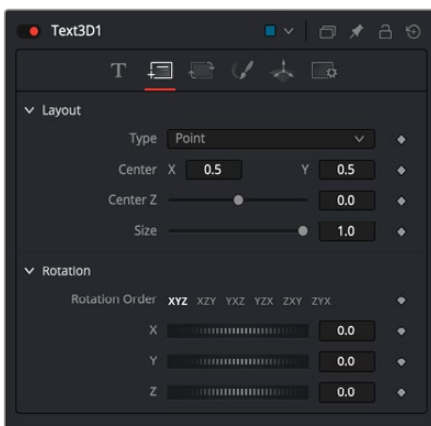 Text3D1
T
Layout
Type Point
Center X 0.5 Y 0.5
Center Z 0.0
Size 1.0
Rotation
Rotation Order XYZ XZY YXZ YZX ZXY ZYX
X 0.0
Y 0.0
Z 0.0